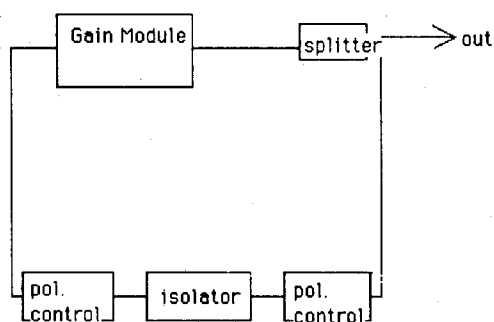 Gain Module
splitter
out
pol.
control
isolator
pol.
control